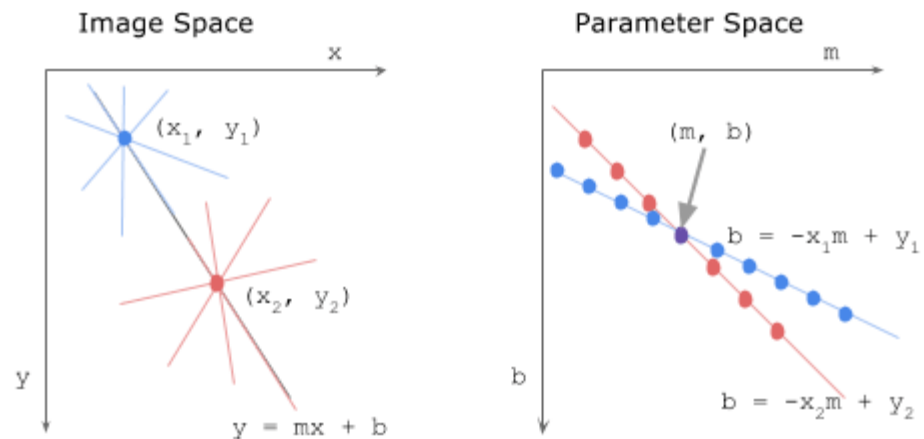 Image Space
x
(x₁, y₁)
(x₂, y₂)
y
y = mx + b
Parameter Space
m
(m, b)
b = -x₁m + y₁
b
b = -x₂m + y₂